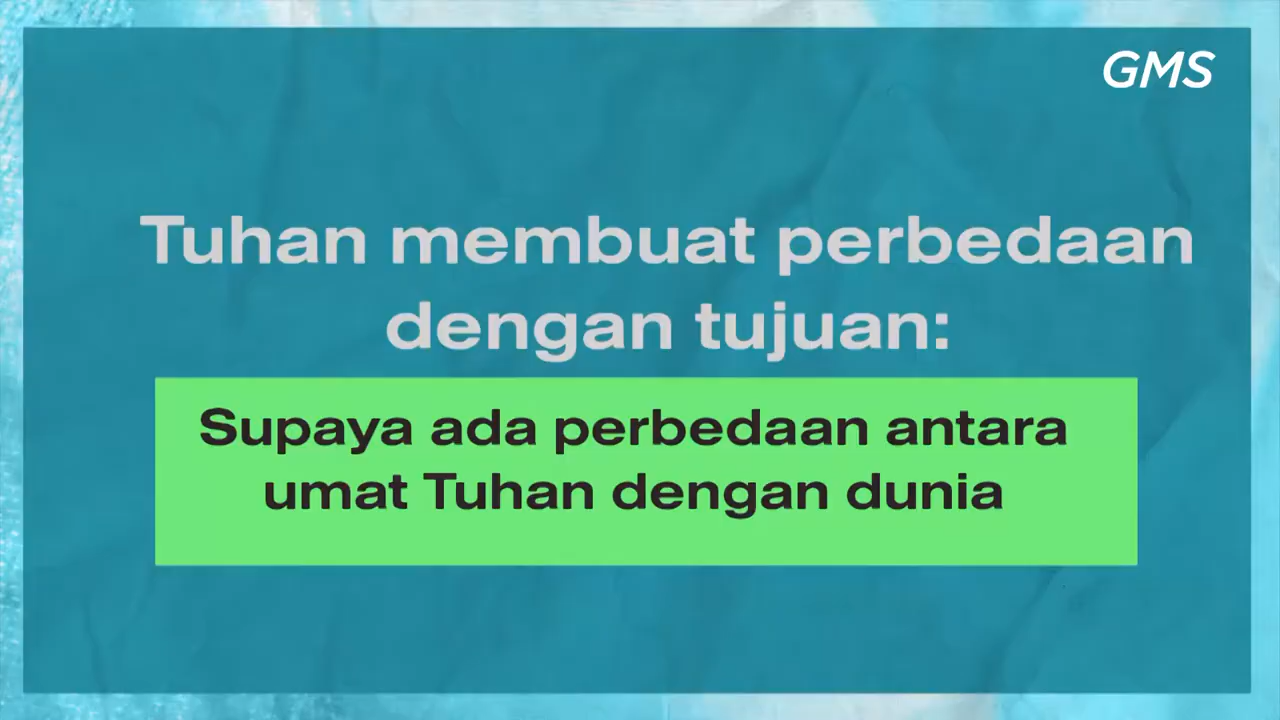 GMS
Tuhan membuat perbedaan
dengan tujuan:
Supaya ada perbedaan antara
umat Tuhan dengan dunia